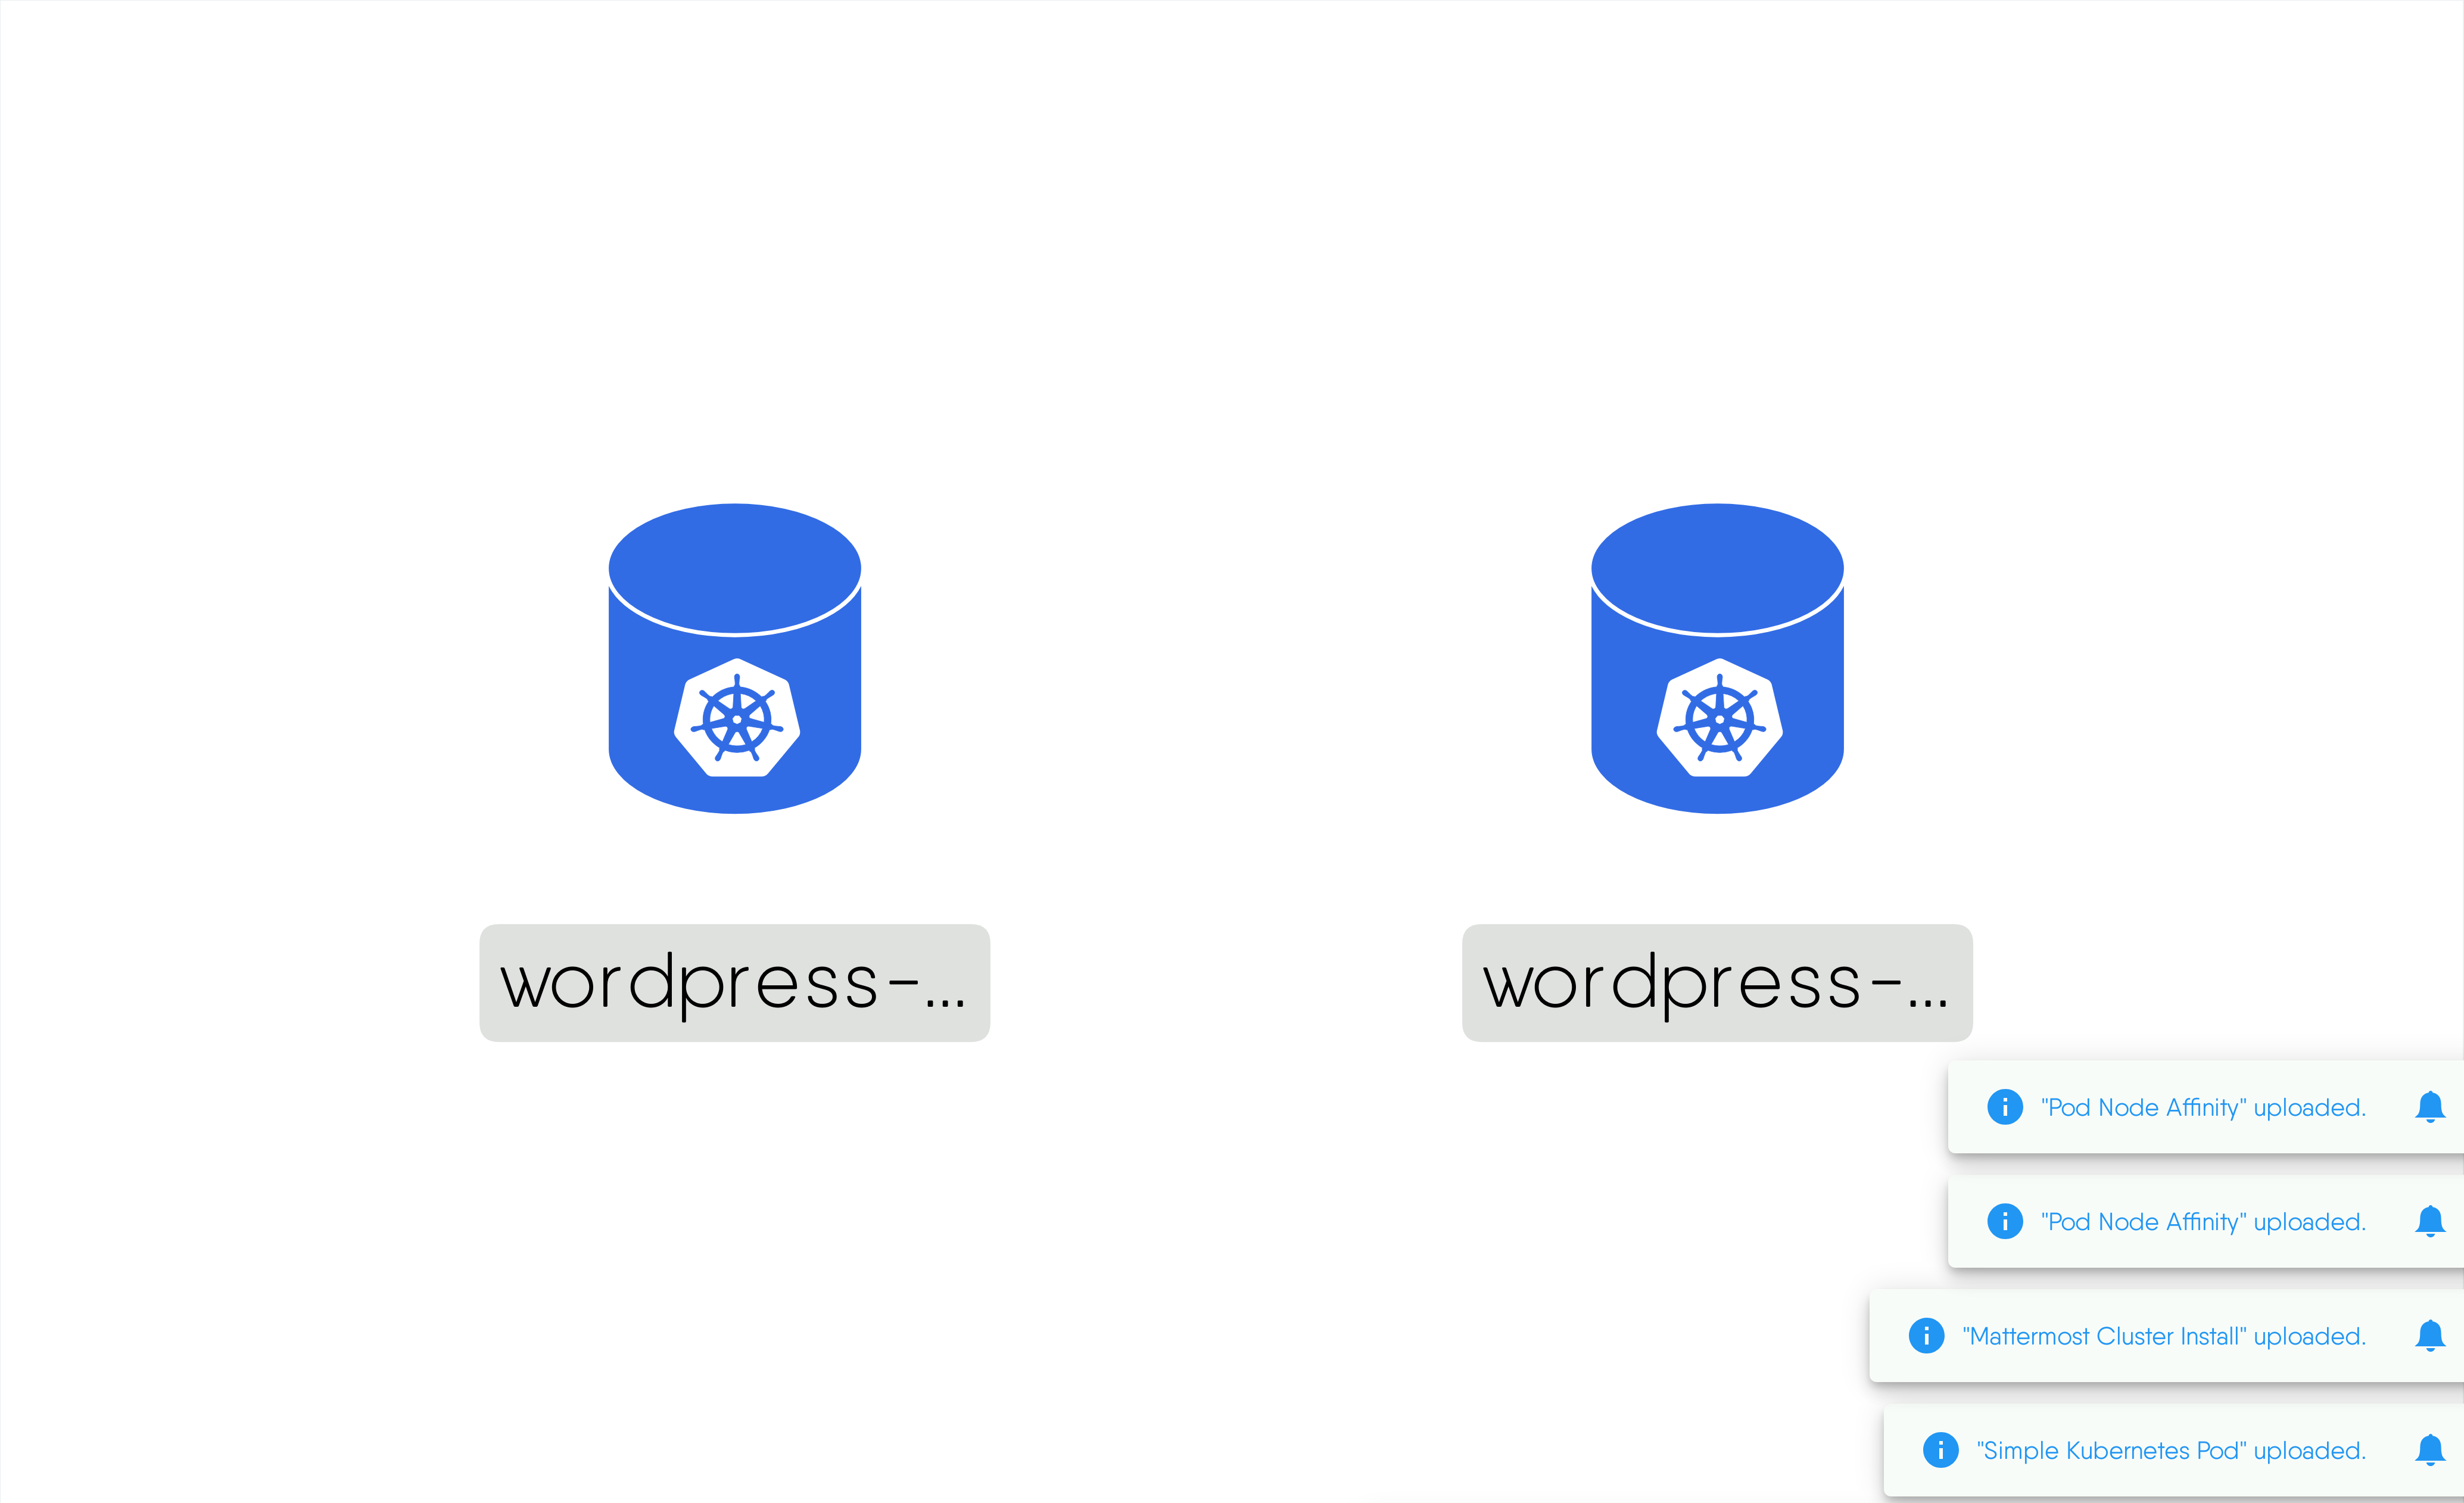 wordpress-...
wordpress-...
"Pod Node Affinity" uploaded.
"Pod Node Affinity" uploaded.
"Mattermost Cluster Install" uploaded.
"Simple Kubernetes Pod" uploaded.